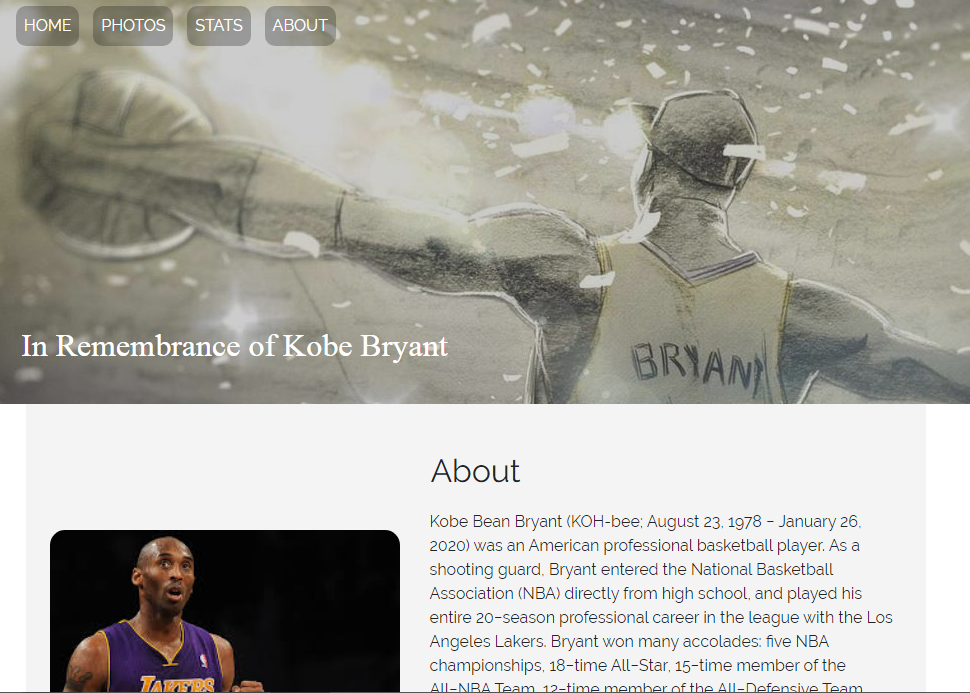 HOME PHOTOS STATS ABOUT
In Remembrance of Kobe Bryant
BRYANT
About
Kobe Bean Bryant (KOH-bee; August 23, 1978 – January 26,
2020) was an American professional basketball player. As a
shooting guard, Bryant entered the National Basketball
Association (NBA) directly from high school, and played his
entire 20-season professional career in the league with the Los
Angeles Lakers. Bryant won many accolades: five NBA
championships, 18-time All-Star, 15-time member of the
All-NBA Team, 12-time member of the All-Defensive Team,
LAKERS